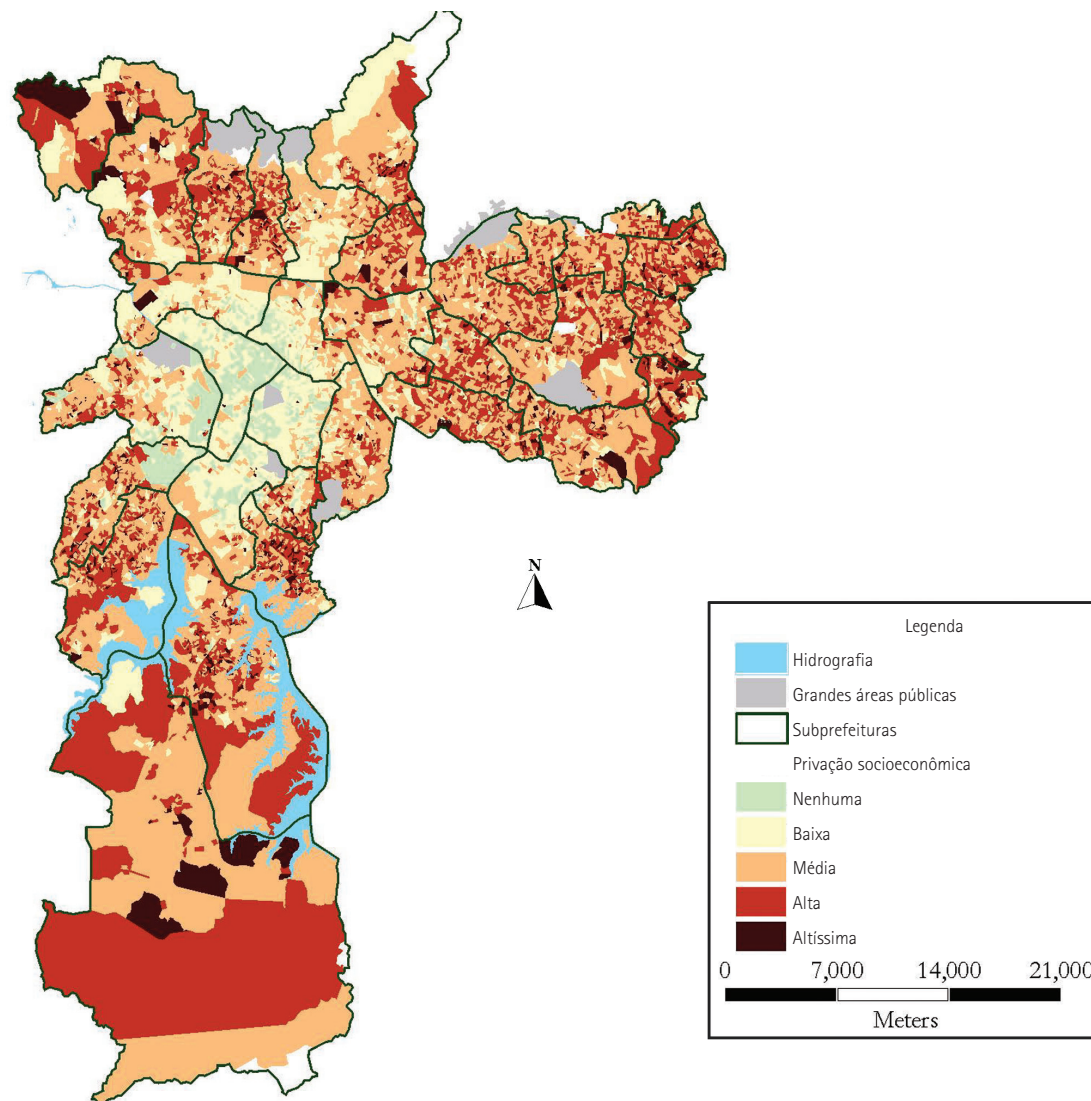 N
Legenda
Hidrografia
Grandes áreas públicas
Subprefeituras
Privação socioeconômica
Nenhuma
Baixa
Média
Alta
Altíssima
0 7,000 14,000 21,000
Meters